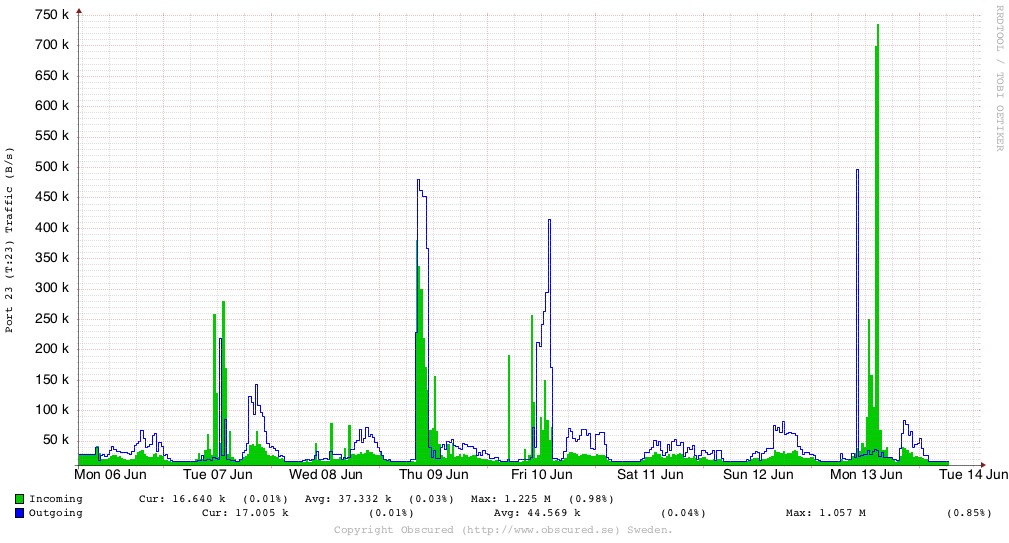 750 k
700 k
650 k
600 k
550 k
500 k
450 k
400 k
350 k
300 k
250 k
200 k
150 k
100 k
50 k
Port 23 (T:23) Traffic (B/s)
RRDTOOL / TOBI OETIKER
Mon 06 Jun Tue 07 Jun Wed 08 Jun Thu 09 Jun Fri 10 Jun Sat 11 Jun Sun 12 Jun Mon 13 Jun Tue 14 Jun
Incoming Cur: 16.640 k (0.01%) Avg: 37.332 k (0.03%) Max: 1.225 M (0.98%)
Outgoing Cur: 17.005 k (0.01%) Avg: 44.569 k (0.04%) Max: 1.057 M (0.85%)
Copyright Obscured (http://www.obscured.se) Sweden.